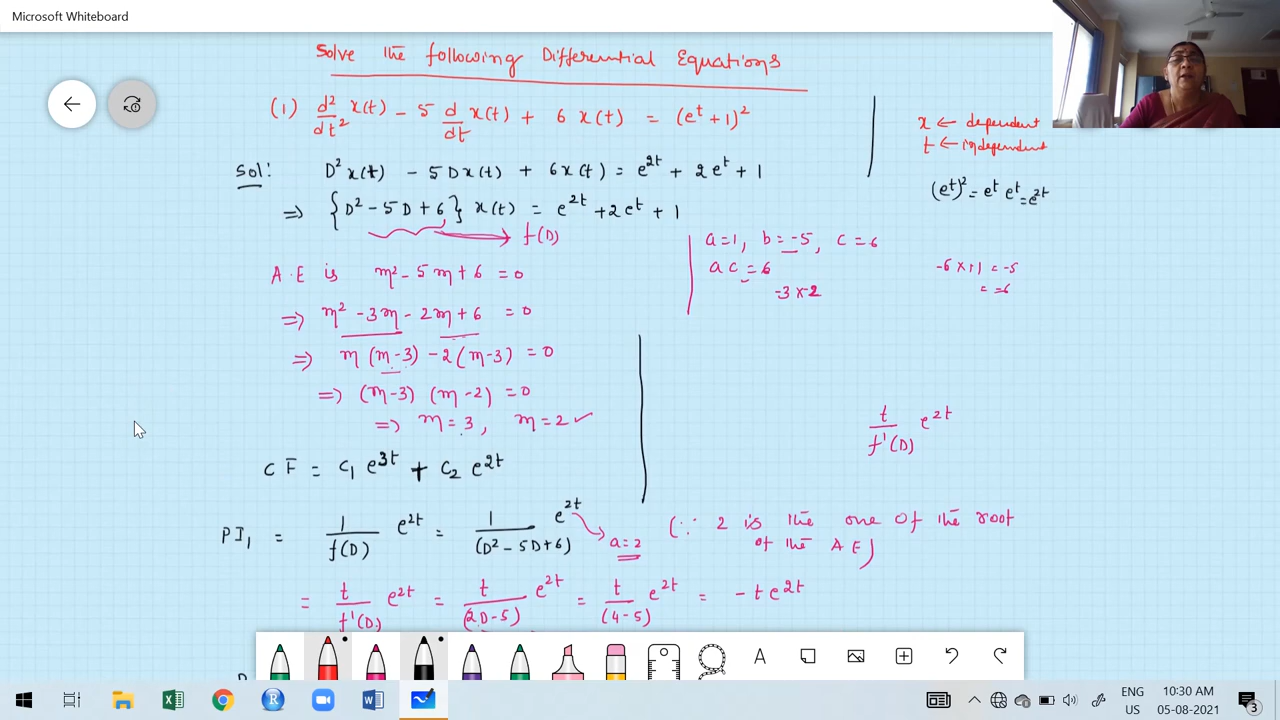 Microsoft Whiteboard
Solve the following Differential Equations
(1) d²/dt² x(t) - 5 d/dt x(t) + 6 x(t) = (e^t + 1)²
x ← dependent
t ← independent
Sol: D² x(t) - 5 D x(t) + 6 x(t) = e^2t + 2e^t + 1
(e^t)² = e^t e^t = e^2t
⇒ {D² - 5D + 6} x(t) = e^2t + 2e^t + 1
f(D)
a=1, b = -5, c = 6
A.E is m² - 5m + 6 = 0
a c = 6
-6 x +1 = -5
-3 x -2
= -6
⇒ m² - 3m - 2m + 6 = 0
⇒ m (m-3) - 2 (m-3) = 0
⇒ (m-3) (m-2) = 0
⇒ m = 3, m = 2 ✓
t/f'(D) e^2t
CF = C₁ e^3t + C₂ e^2t
PI₁ = 1/f(D) e^2t = 1/(D² - 5D + 6) e^2t a = 2 (∵ 2 is the one of the root
of the AE)
= t/f'(D) e^2t = t/(2D-5) e^2t = t/(4-5) e^2t = - t e^2t
A
ENG
US
10:30 AM
05-08-2021
3